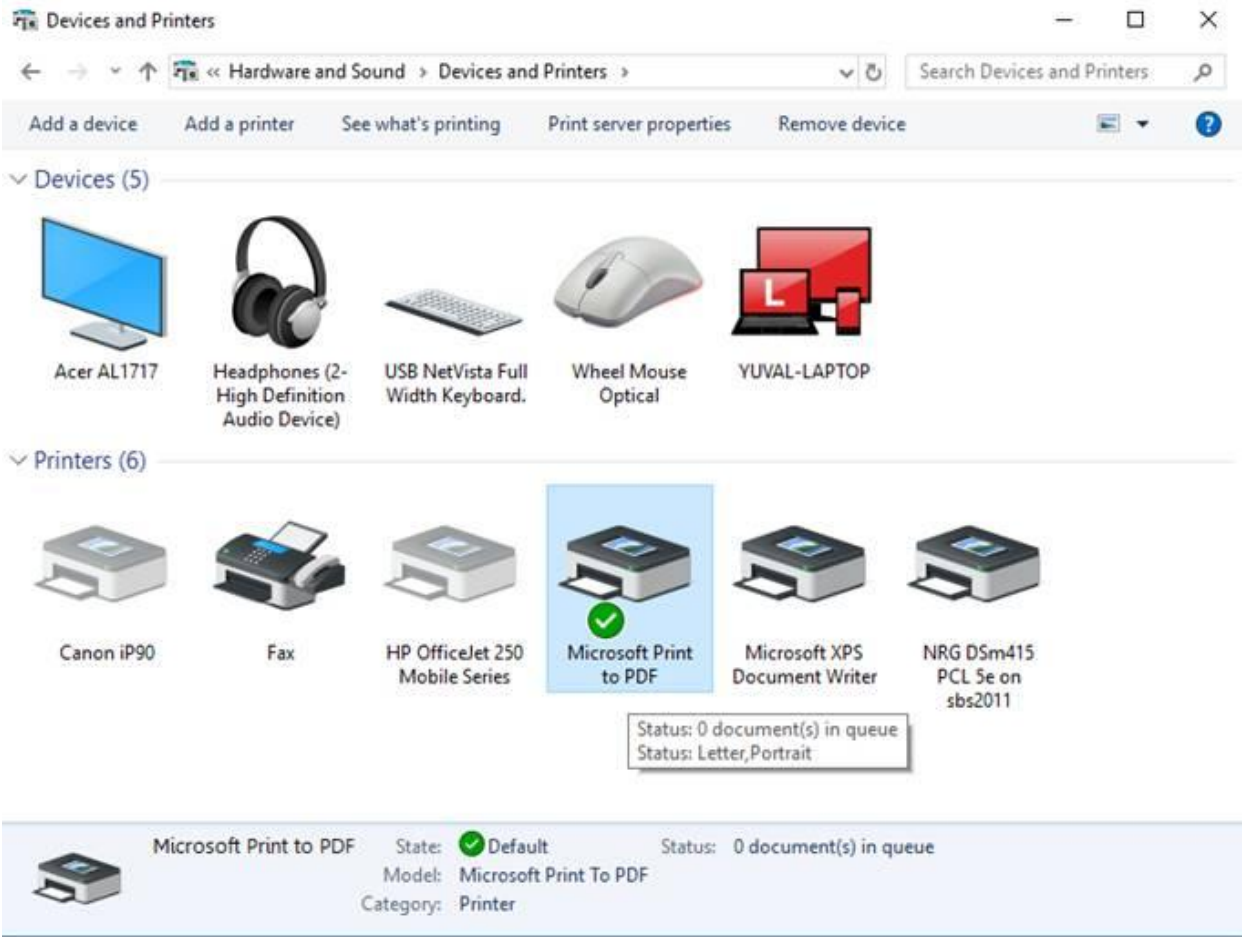 Devices and Printers
« Hardware and Sound › Devices and Printers ›
Search Devices and Printers
Add a device Add a printer See what's printing Print server properties Remove device
?
Devices (5)
L
Acer AL1717
Headphones (2-
High Definition
Audio Device)
USB NetVista Full
Width Keyboard.
Wheel Mouse
Optical
YUVAL-LAPTOP
Printers (6)
Canon iP90
Fax
HP OfficeJet 250
Mobile Series
Microsoft Print
to PDF
Microsoft XPS
Document Writer
NRG DSm415
PCL 5e on
sbs2011
Status: 0 document(s) in queue
Status: Letter,Portrait
Microsoft Print to PDF State: Default Status: 0 document(s) in queue
Model: Microsoft Print To PDF
Category: Printer